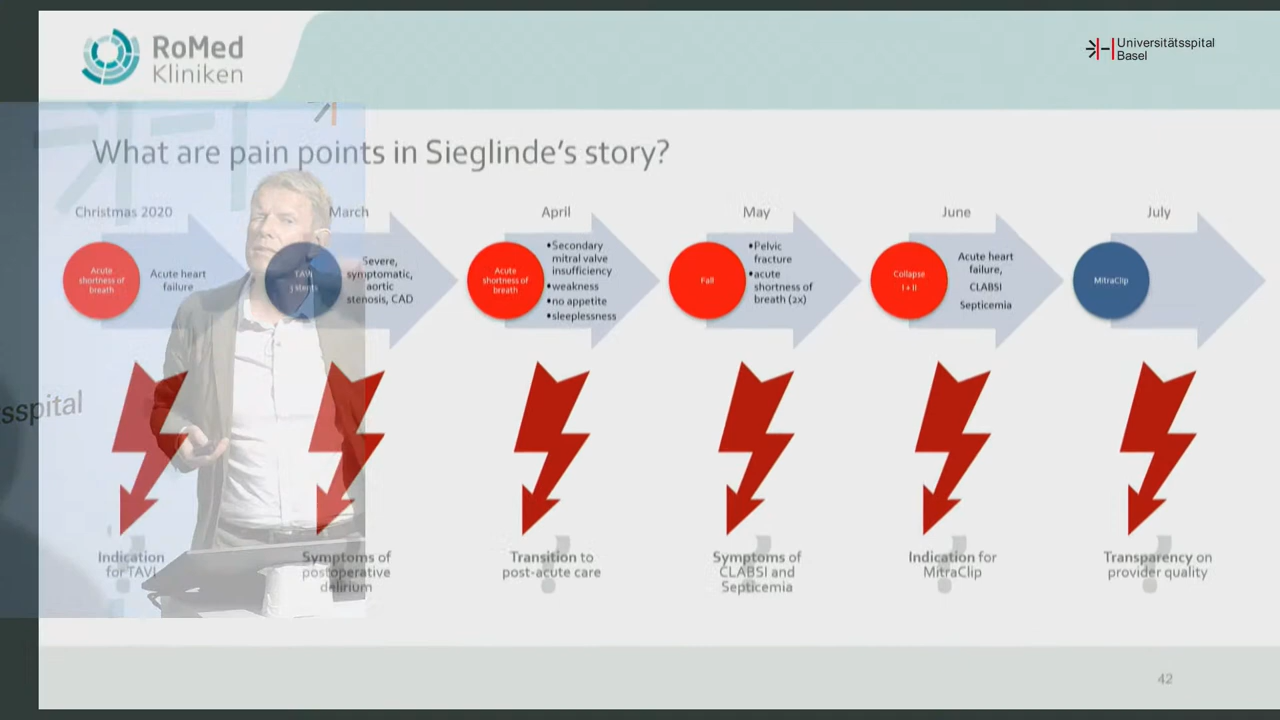 RoMed
Kliniken
Universitätsspital
Basel
What are pain points in Sieglinde's story?
Christmas 2020
March
April
May
June
July
Acute
shortness of
breath
Acute heart
failure
TAVI
Severe,
symptomatic,
aortic
stenosis, CAD
Acute
shortness of
breath
•Secondary
mitral valve
insufficiency
•weakness
•no appetite
•sleeplessness
Fall
•Pelvic
fracture
•acute
shortness of
breath (2x)
Collapse
I + II
Acute heart
failure,
CLABSI
Septicemia
MitraClip
sspital
Indication
for TAVI
Symptoms of
postoperative
delirium
Transition to
post-acute care
Symptoms of
CLABSI and
Septicemia
Indication for
MitraClip
Transparency on
provider quality
! ! ! ! ! !
42